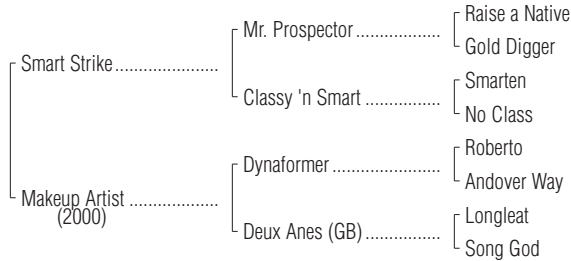 Raise a Native
Mr. Prospector ..................
Gold Digger
Smart Strike......................
Smarten
Classy 'n Smart ................
No Class
Roberto
Dynaformer .......................
Andover Way
Makeup Artist ...................
(2000)
Longleat
Deux Anes (GB)................
Song God